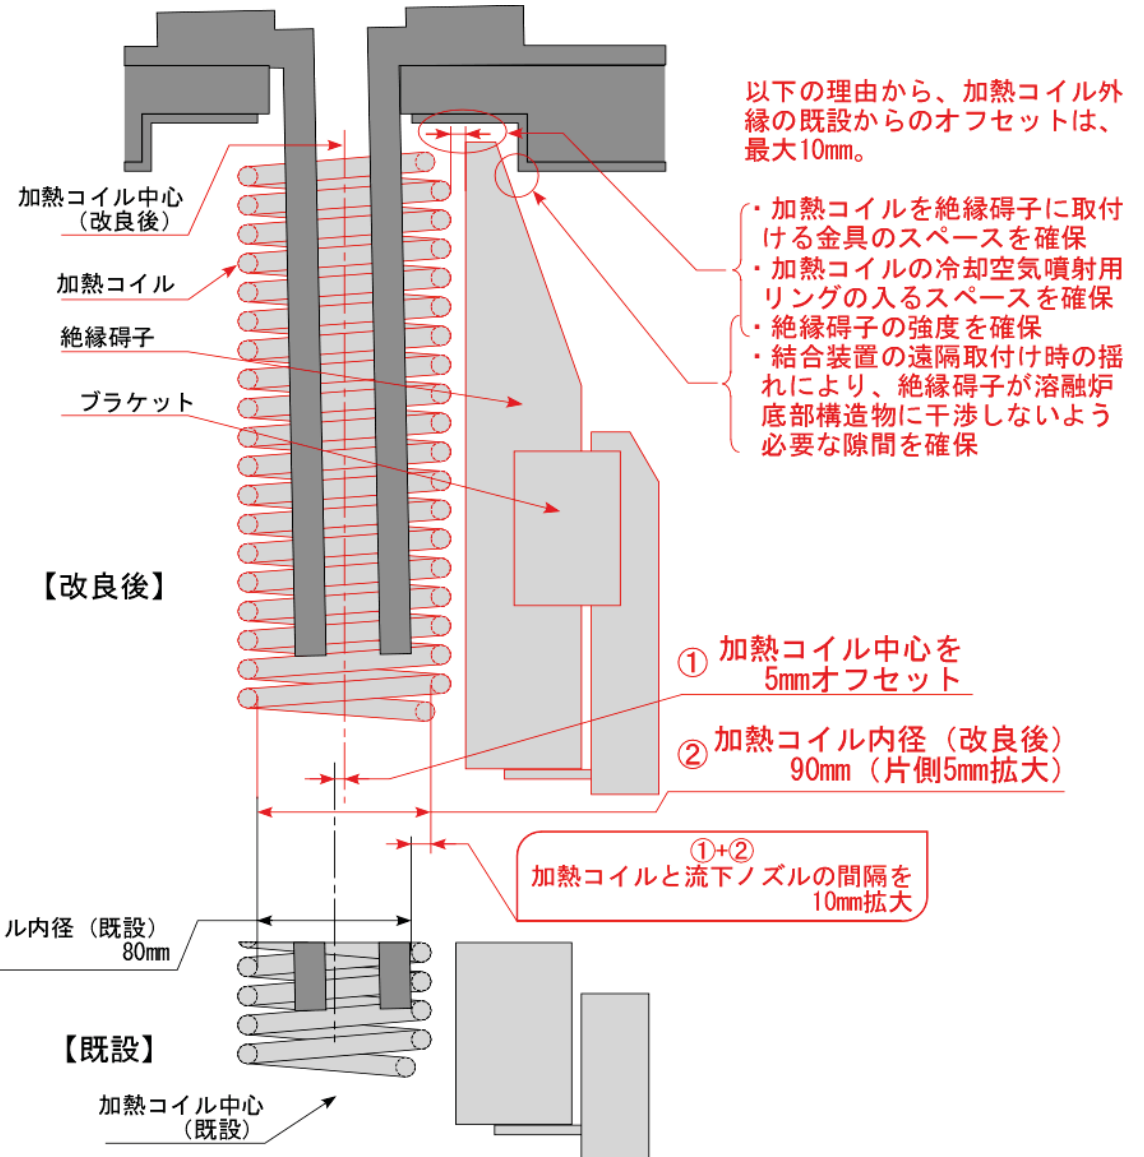 以下の理由から、加熱コイル外
縁の既設からのオフセットは、
最大10mm。
・加熱コイルを絶縁碍子に取付
ける金具のスペースを確保
・加熱コイルの冷却空気噴射用
リングの入るスペースを確保
・絶縁碍子の強度を確保
・結合装置の遠隔取付け時の揺
れにより、絶縁碍子が溶融炉
底部構造物に干渉しないよう
必要な隙間を確保
加熱コイル中心
（改良後）
加熱コイル
絶縁碍子
ブラケット
【改良後】
① 加熱コイル中心を
5mmオフセット
② 加熱コイル内径（改良後）
90mm（片側5mm拡大）
①+②
加熱コイルと流下ノズルの間隔を
10mm拡大
ル内径（既設）
80mm
【既設】
加熱コイル中心
（既設）